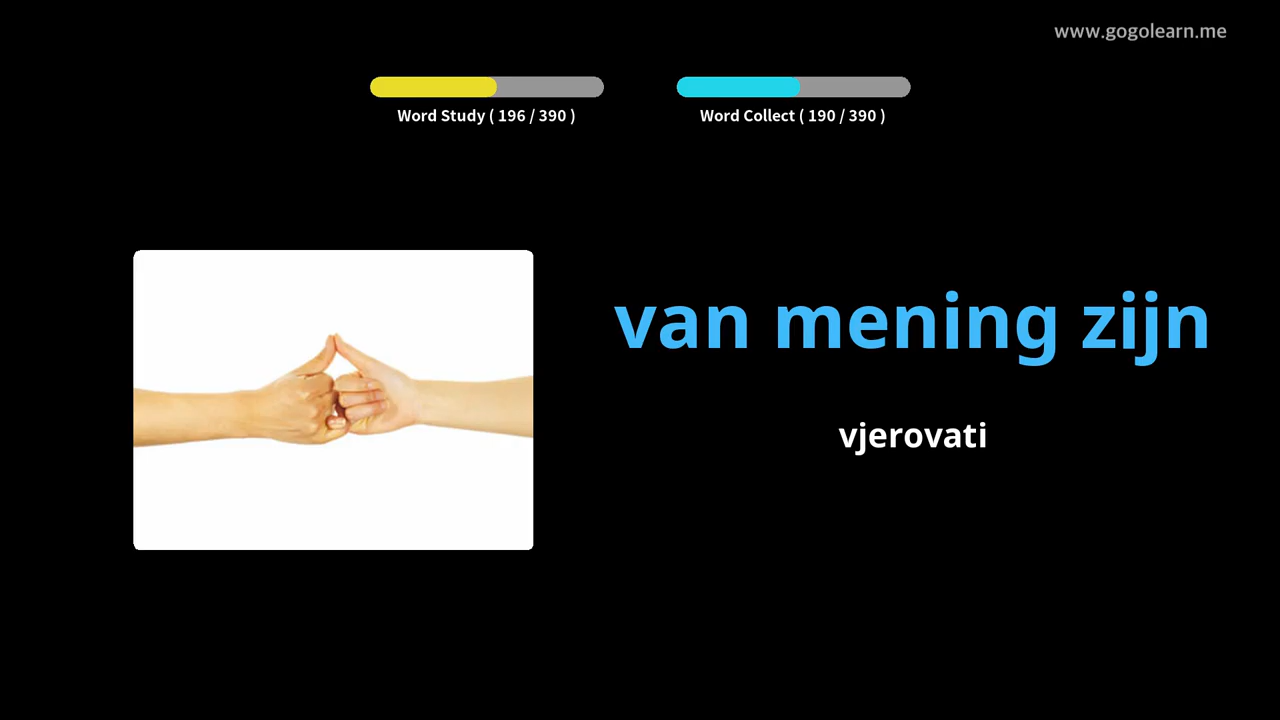 www.gogolearn.me
Word Study ( 196 / 390 )
Word Collect ( 190 / 390 )
van mening zijn
vjerovati